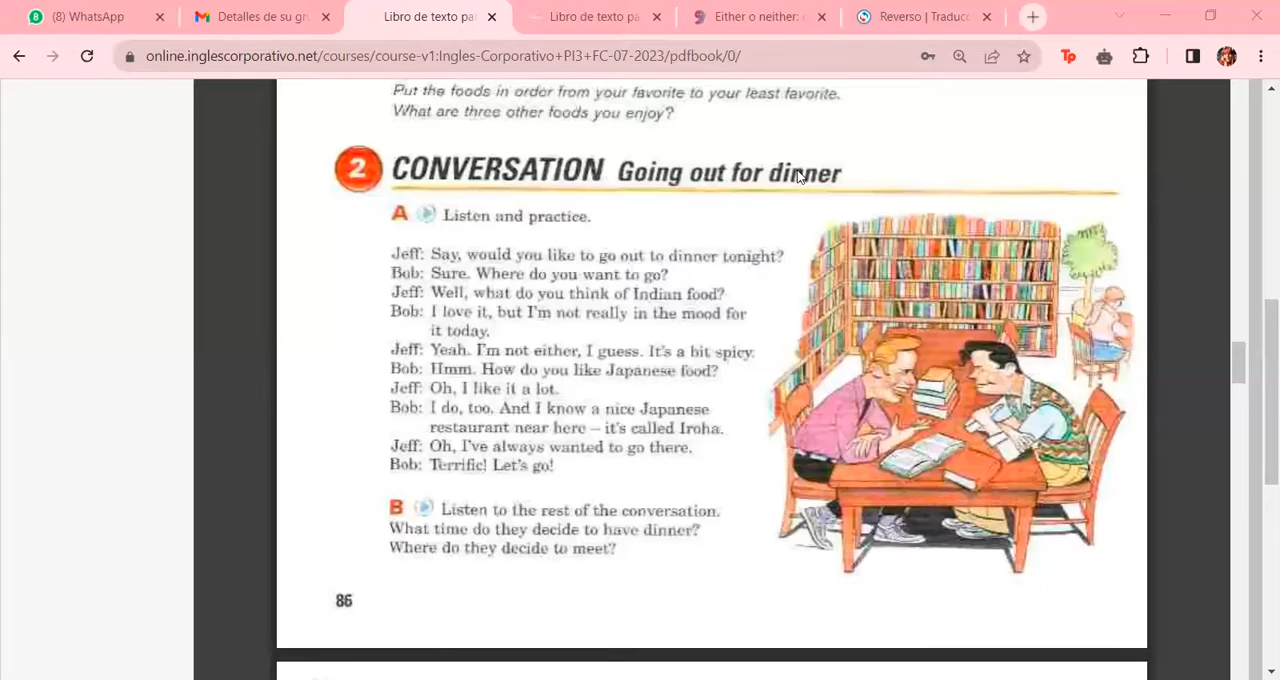 (8) WhatsApp
Detalles de su gr
Libro de texto pa
Libro de texto pa
Either o neither:
Reverso | Traduc
online.inglescorporativo.net/courses/course-v1:Ingles-Corporativo+PI3+FC-07-2023/pdfbook/0/
Tp
Put the foods in order from your favorite to your least favorite.
What are three other foods you enjoy?
2 CONVERSATION Going out for dinner
A Listen and practice.
Jeff: Say, would you like to go out to dinner tonight?
Bob: Sure. Where do you want to go?
Jeff: Well, what do you think of Indian food?
Bob: I love it, but I'm not really in the mood for
it today.
Jeff: Yeah. I'm not either, I guess. It's a bit spicy.
Bob: Hmm. How do you like Japanese food?
Jeff: Oh, I like it a lot.
Bob: I do, too. And I know a nice Japanese
restaurant near here – it's called Iroha.
Jeff: Oh, I've always wanted to go there.
Bob: Terrific! Let's go!
B Listen to the rest of the conversation.
What time do they decide to have dinner?
Where do they decide to meet?
86